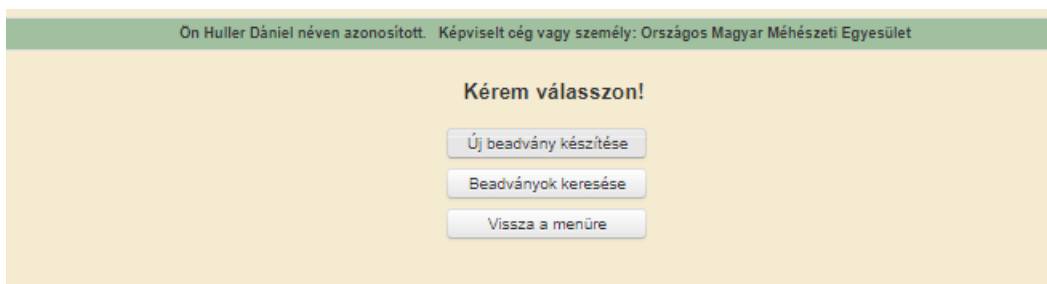 Ön Huller Dániel néven azonosított. Képviselt cég vagy személy: Országos Magyar Méhészeti Egyesület
Kérem válasszon!
Új beadvány készítése
Beadványok keresése
Vissza a menüre